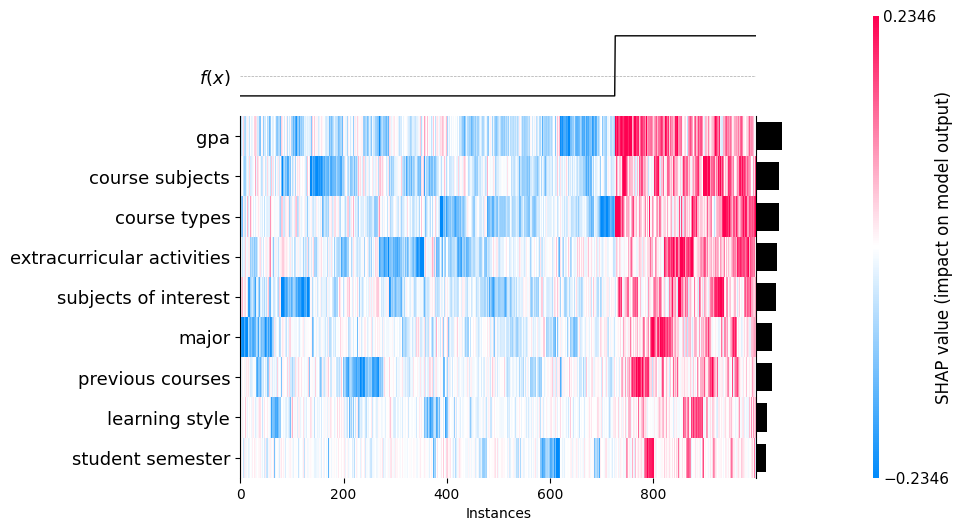 0.2346
f(x)
gpa
course subjects
course types
extracurricular activities
subjects of interest
major
previous courses
learning style
student semester
0 200 400 600 800
Instances
SHAP value (impact on model output)
−0.2346